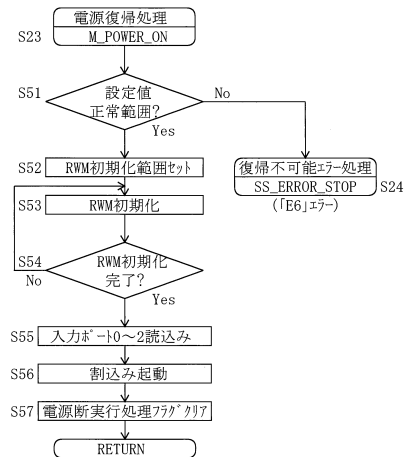 電源復帰処理
S23
M_POWER_ON
S51
設定値
正常範囲?
No
Yes
S52
RWM初期化範囲セット
復帰不可能エラー処理
SS_ERROR_STOP
S24
(「E6」エラー)
S53
RWM初期化
S54
RWM初期化
完了?
No
Yes
S55
入力ポート0～2読込み
S56
割込み起動
S57
電源断実行処理フラグクリア
RETURN